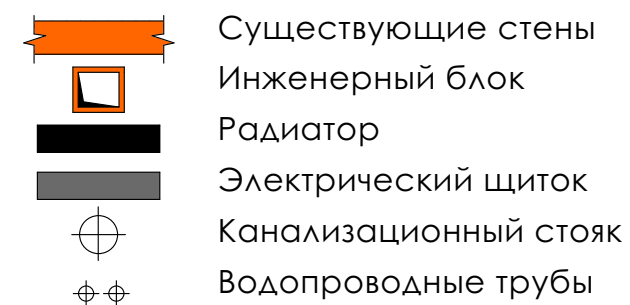 Существующие стены
Инженерный блок
Радиатор
Электрический щиток
Канализационный стояк
Водопроводные трубы